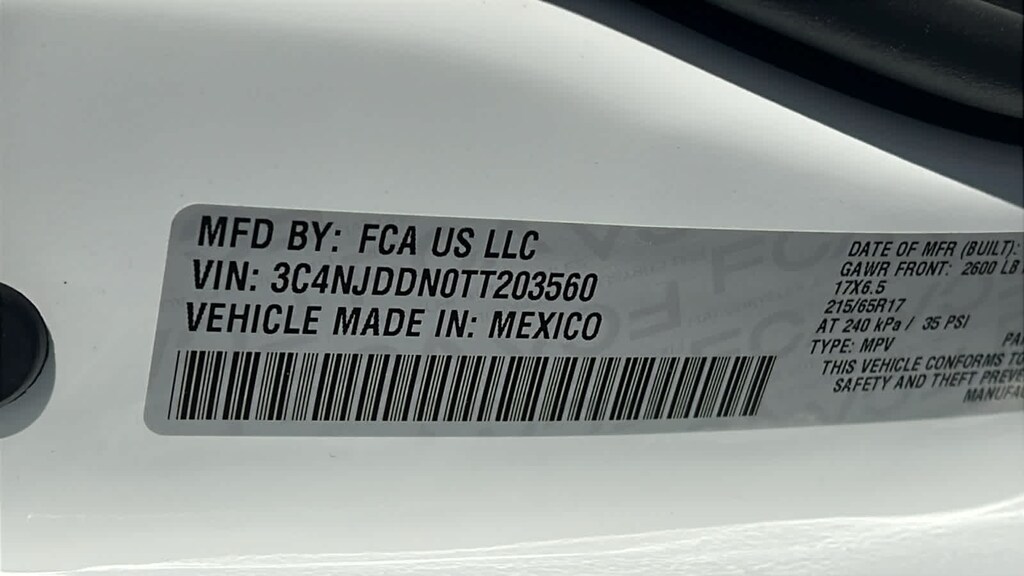 MFD BY: FCA US LLC
VIN: 3C4NJDDN0TT203560
VEHICLE MADE IN: MEXICO
DATE OF MFR (BUILT):
GAWR FRONT: 2600 LB
17X6.5
215/65R17
AT 240 kPa / 35 PSI
TYPE: MPV
THIS VEHICLE CONFORMS TO
SAFETY AND THEFT